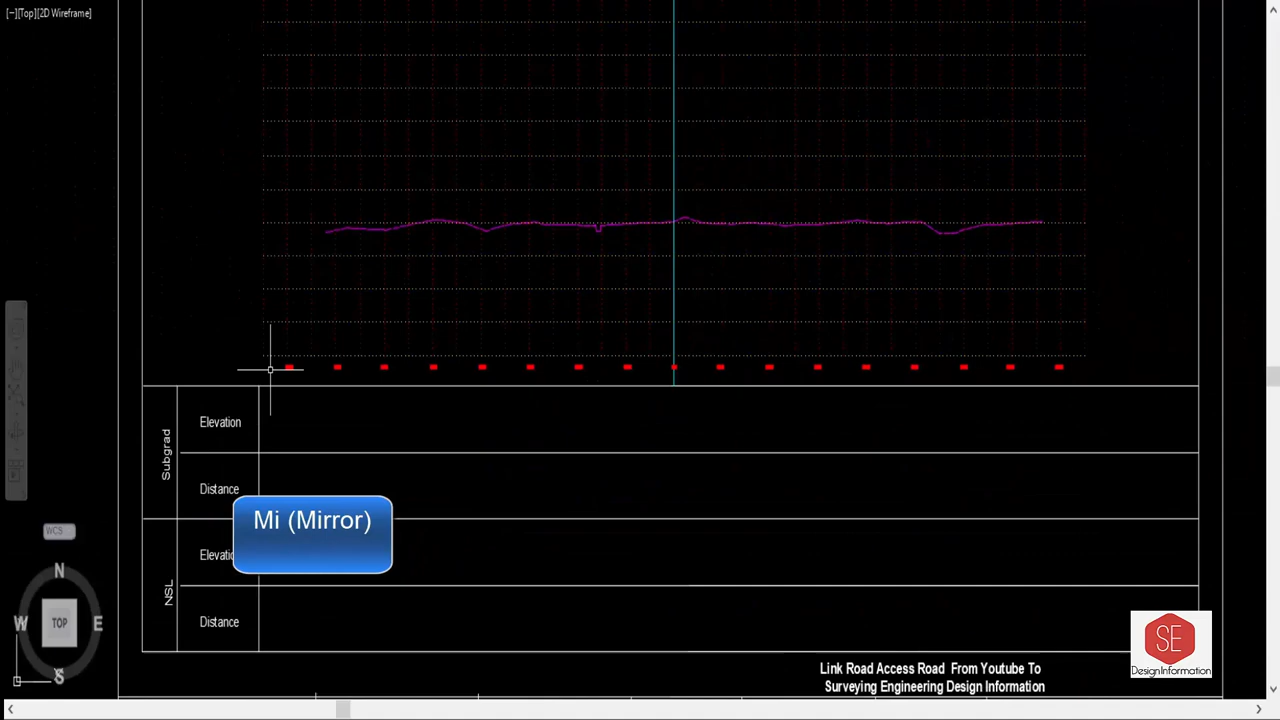 [−][Top][2D Wireframe]
Subgrad
Elevation
Distance
Mi (Mirror)
NSL
Distance
WCS
N
W
TOP
E
S
SE
Design Information
Link Road Access Road From Youtube To
Surveying Engineering Design Information